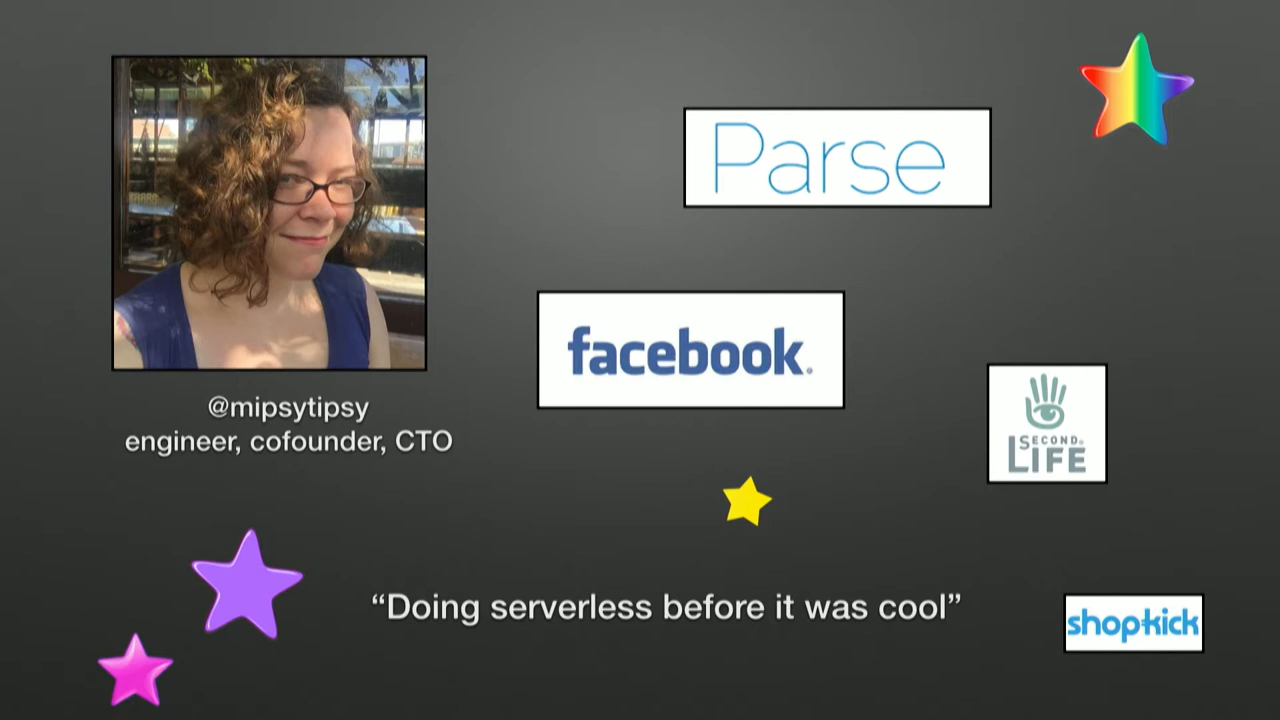 Parse
facebook®
@mipsytipsy
engineer, cofounder, CTO
SECOND®
LIFE
“Doing serverless before it was cool”
shopkick